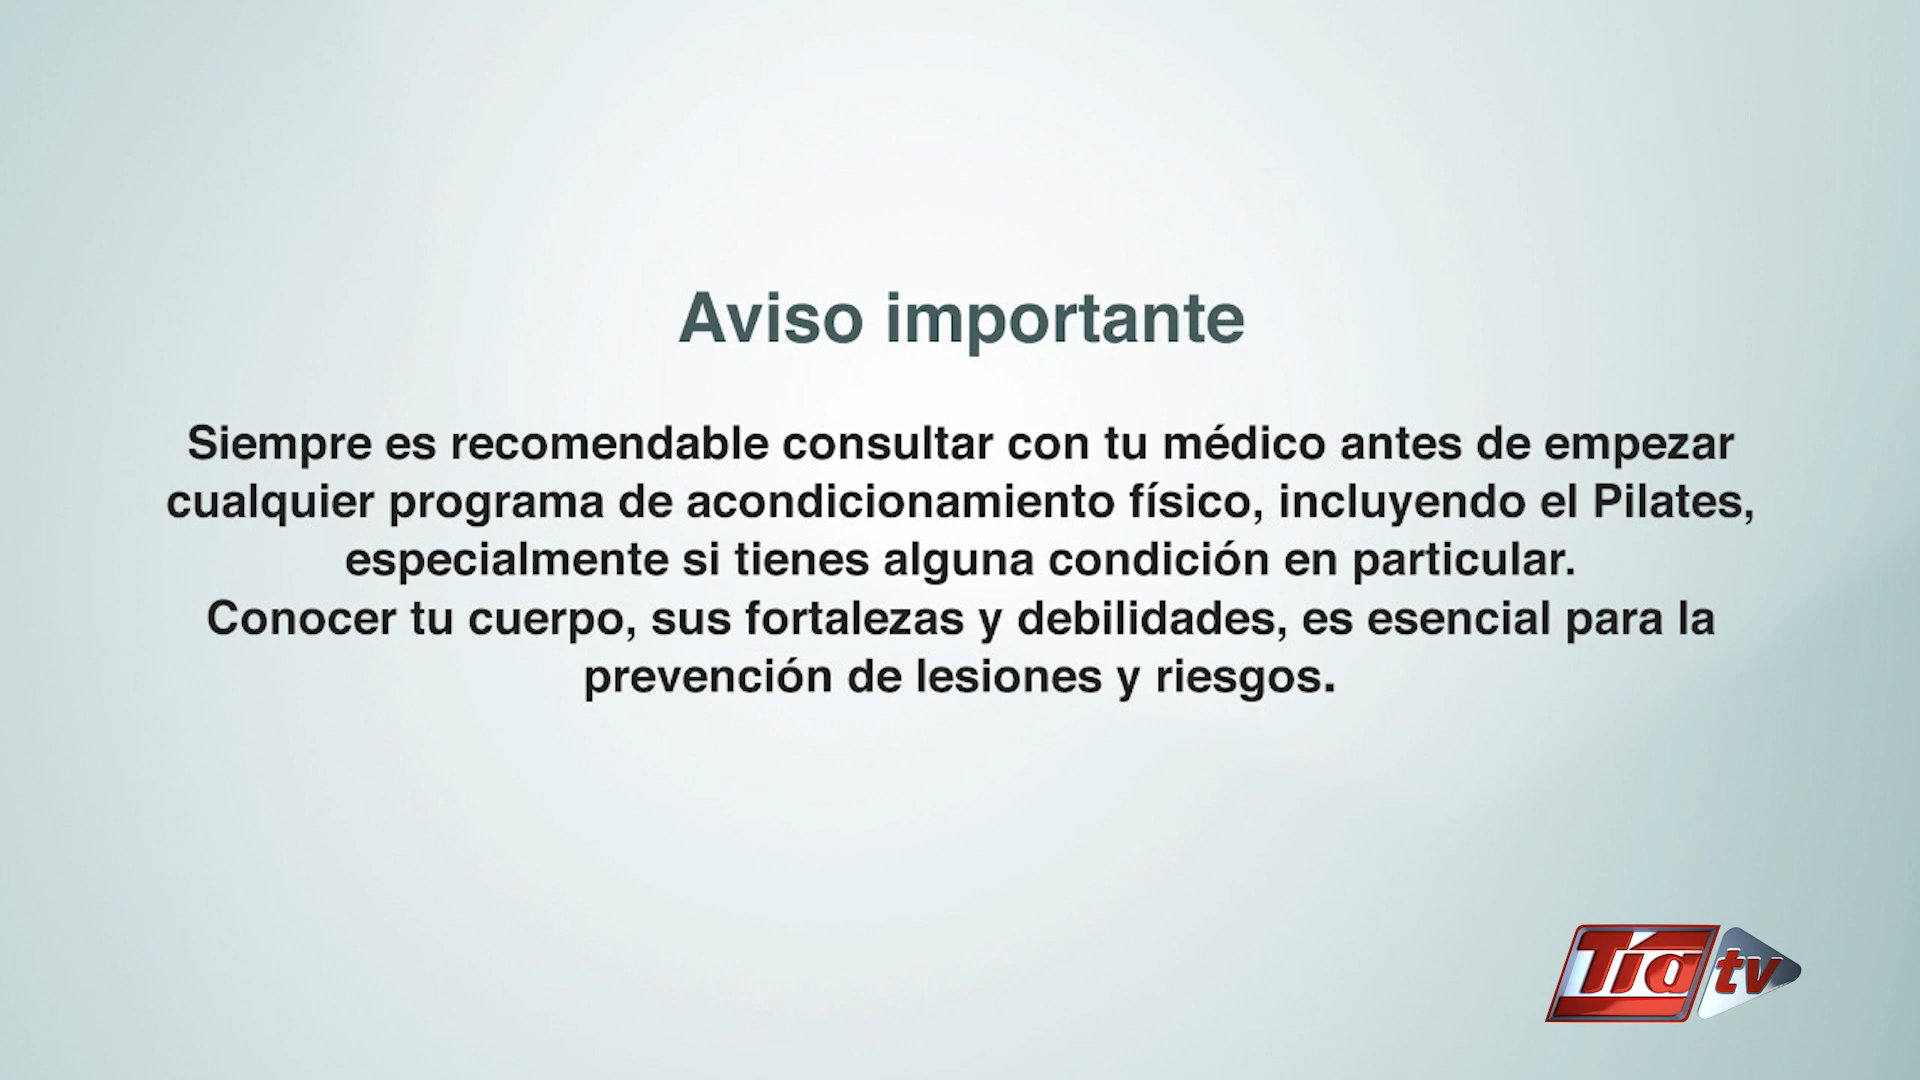 Aviso importante
Siempre es recomendable consultar con tu médico antes de empezar
cualquier programa de acondicionamiento físico, incluyendo el Pilates,
especialmente si tienes alguna condición en particular.
Conocer tu cuerpo, sus fortalezas y debilidades, es esencial para la
prevención de lesiones y riesgos.
Tía tv